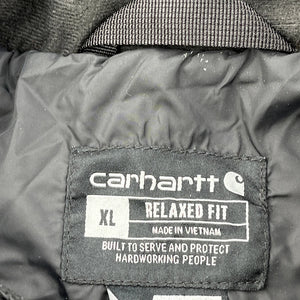 carhartt
XL RELAXED FIT
MADE IN VIETNAM
BUILT TO SERVE AND PROTECT
HARDWORKING PEOPLE